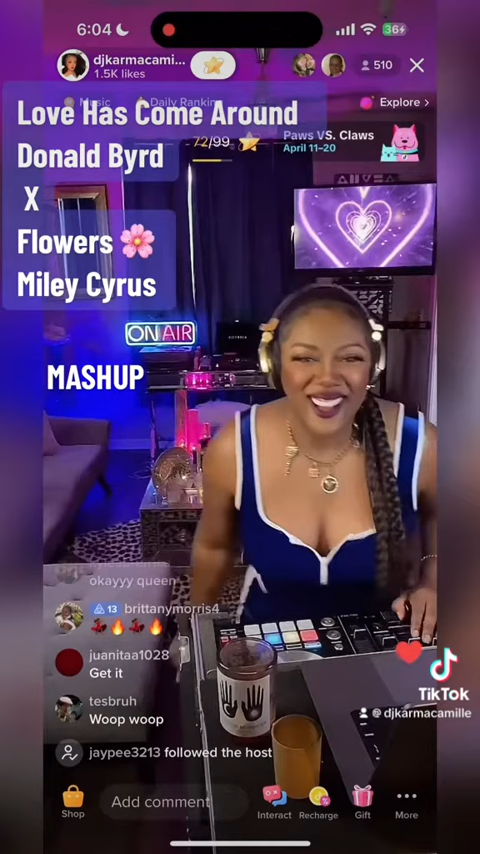 6:04
36
djkarmacami...
1.5K likes
510
Music
Daily Ranking
Explore >
Love Has Come Around
Donald Byrd
X
Flowers 🌸
Miley Cyrus
72/99
Paws VS. Claws
April 11–20
ON AIR
MASHUP
okayyy queen
13 brittanymorris4
💃🔥💃🔥
juanitaa1028
Get it
tesbruh
Woop woop
jaypee3213 followed the host
TikTok
@djkarmacamille
Shop
Add comment
Interact
Recharge
Gift
More